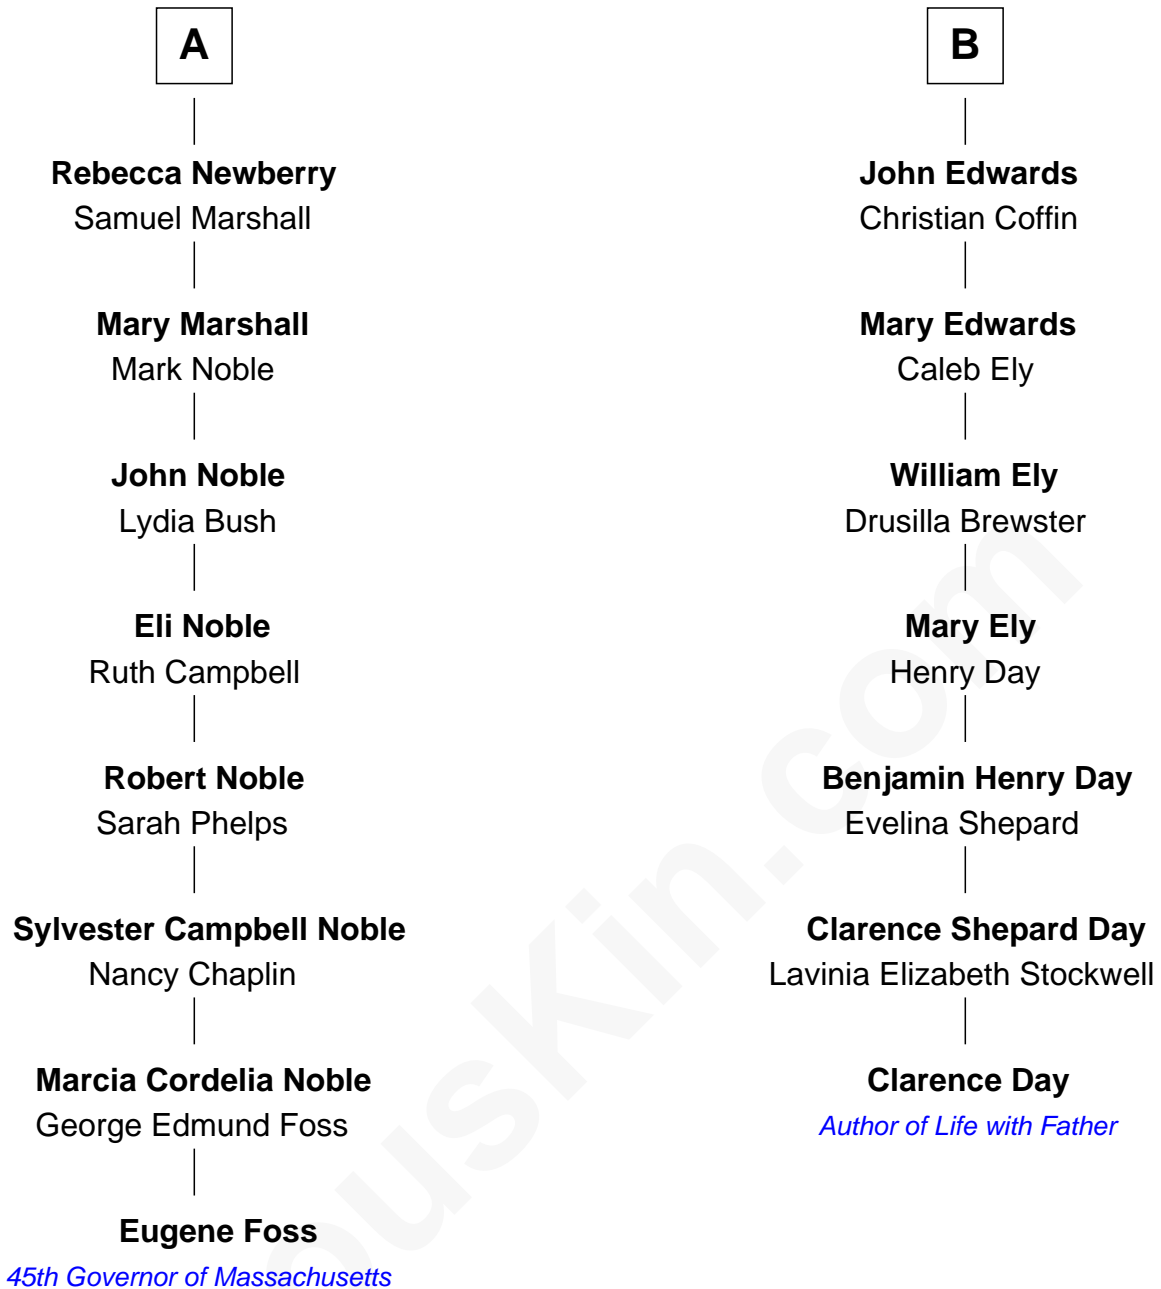 A
Rebecca Newberry
Samuel Marshall
Mary Marshall
Mark Noble
John Noble
Lydia Bush
Eli Noble
Ruth Campbell
Robert Noble
Sarah Phelps
Sylvester Campbell Noble
Nancy Chaplin
Marcia Cordelia Noble
George Edmund Foss
Eugene Foss
45th Governor of Massachusetts
B
John Edwards
Christian Coffin
Mary Edwards
Caleb Ely
William Ely
Drusilla Brewster
Mary Ely
Henry Day
Benjamin Henry Day
Evelina Shepard
Clarence Shepard Day
Lavinia Elizabeth Stockwell
Clarence Day
Author of Life with Father
ousKin.com